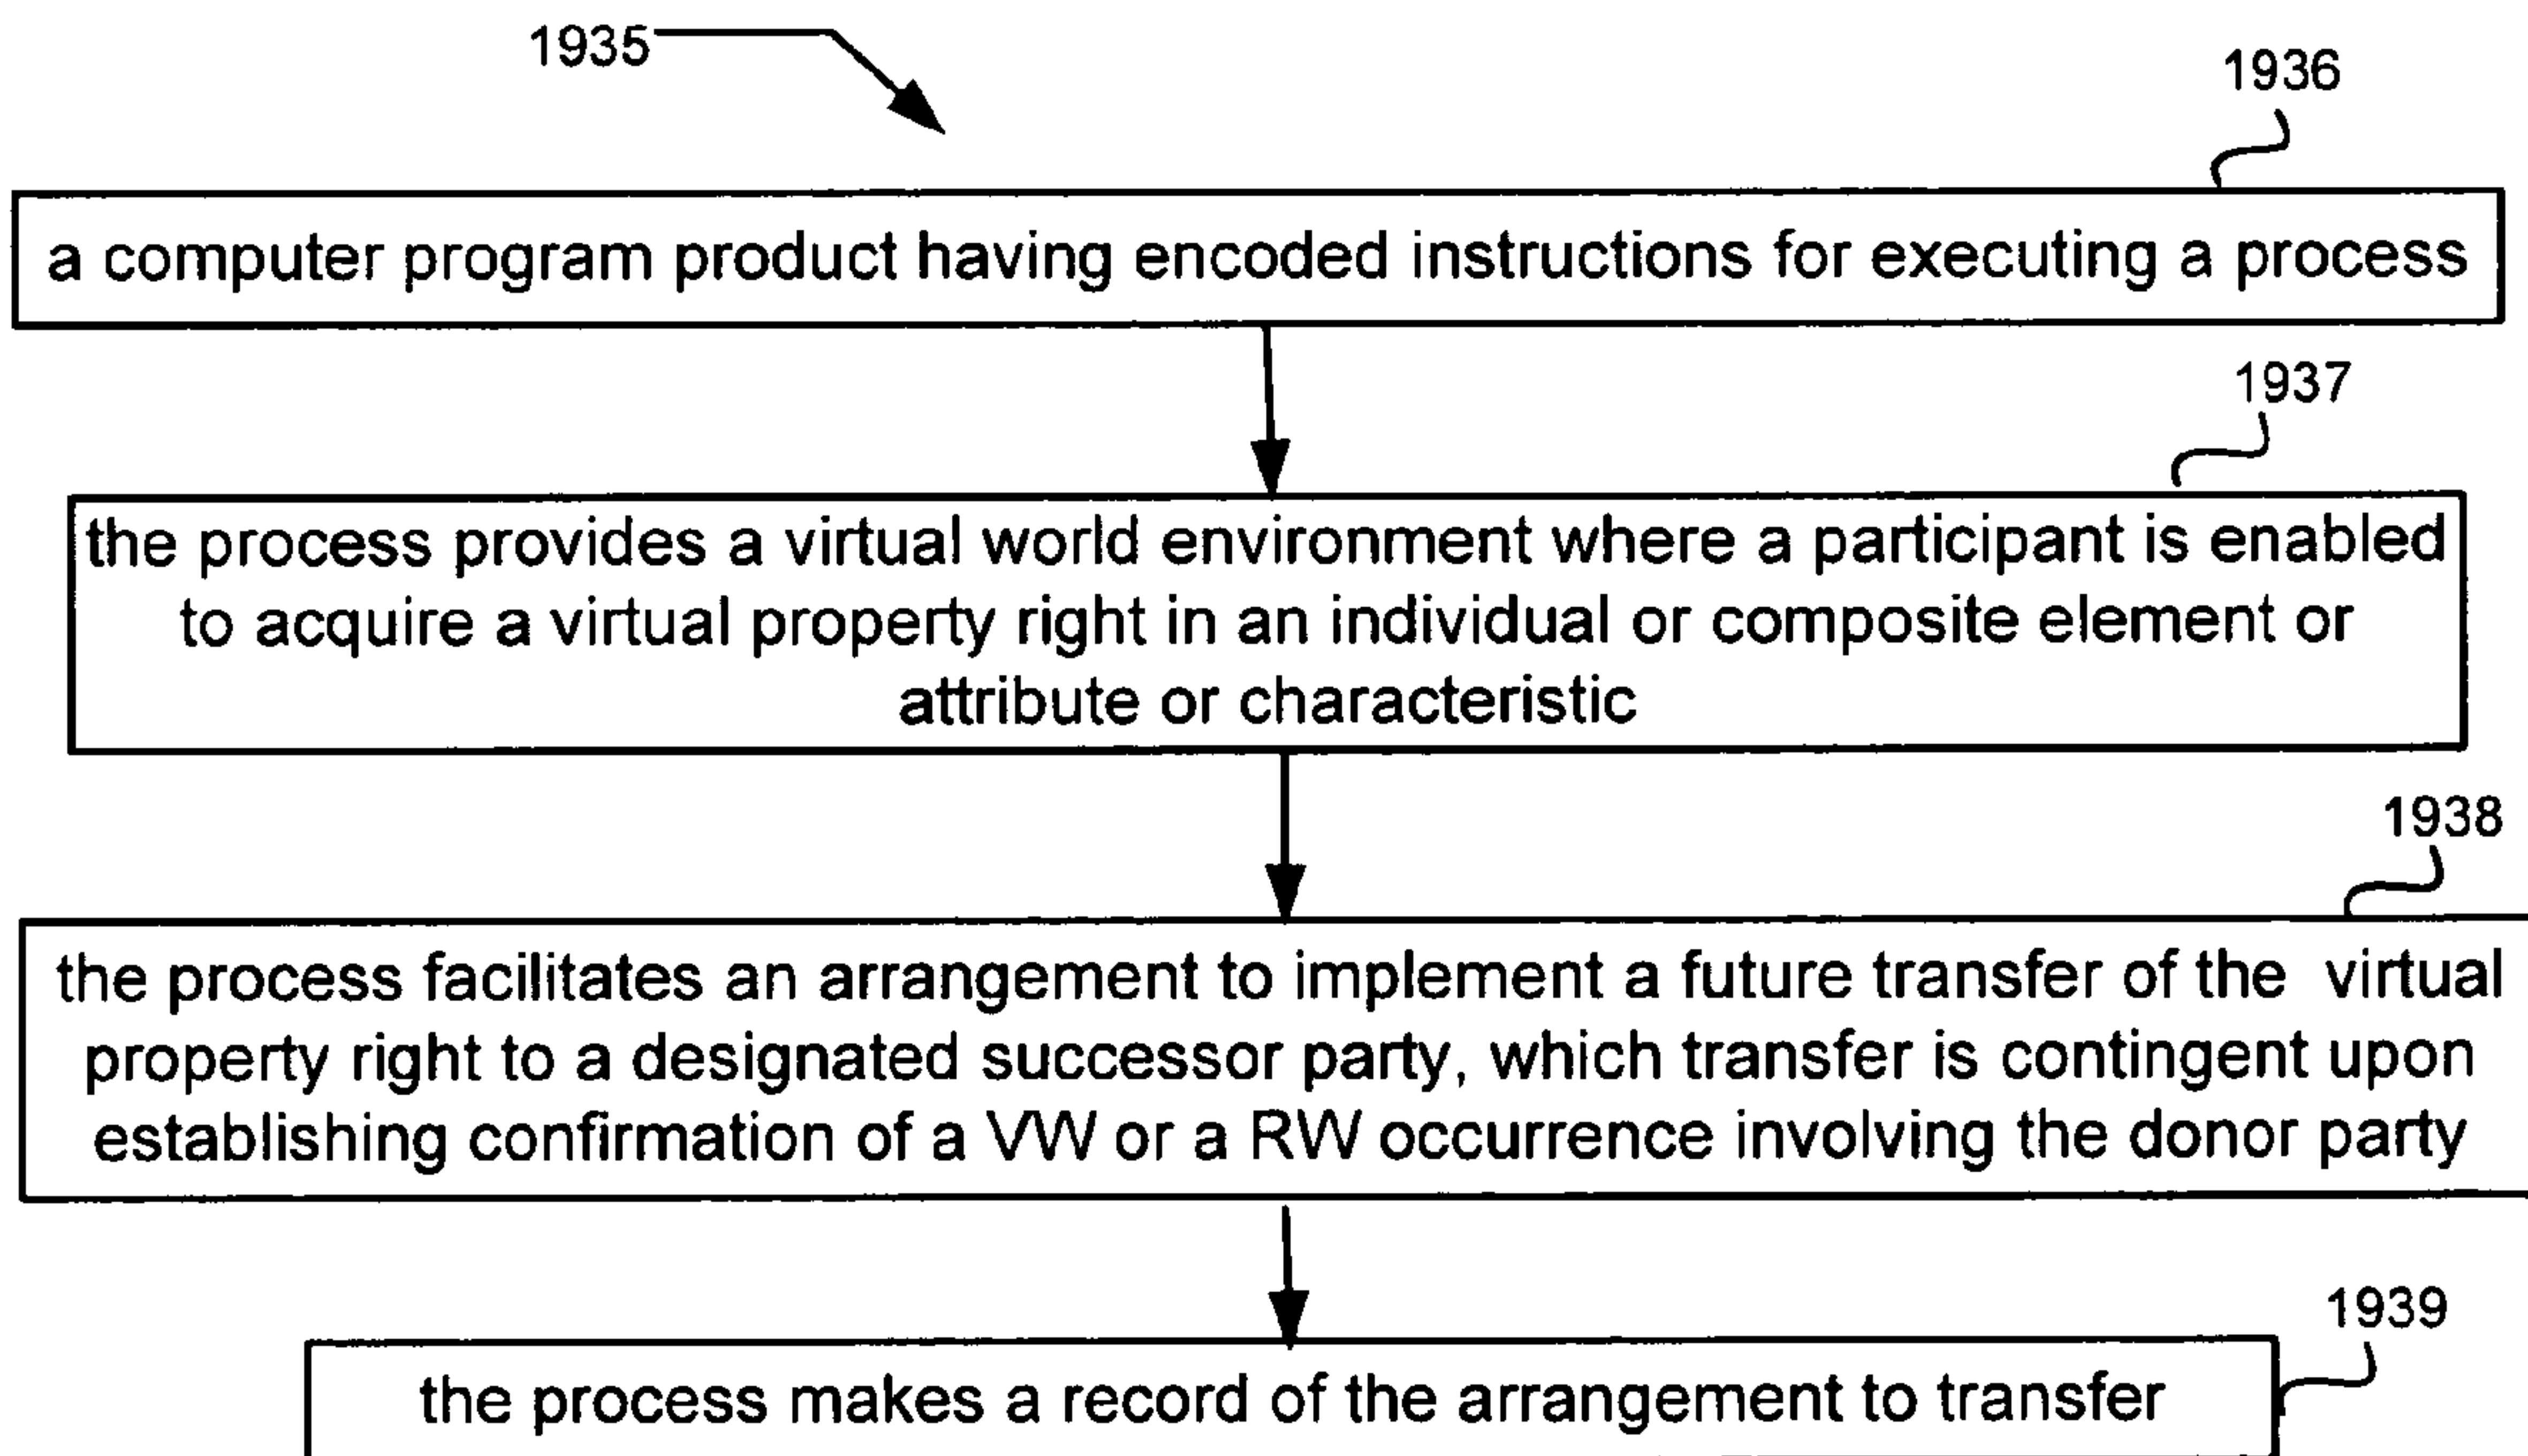 1935
1936
a computer program product having encoded instructions for executing a process
1937
the process provides a virtual world environment where a participant is enabled
to acquire a virtual property right in an individual or composite element or
attribute or characteristic
1938
the process facilitates an arrangement to implement a future transfer of the virtual
property right to a designated successor party, which transfer is contingent upon
establishing confirmation of a VW or a RW occurrence involving the donor party
1939
the process makes a record of the arrangement to transfer